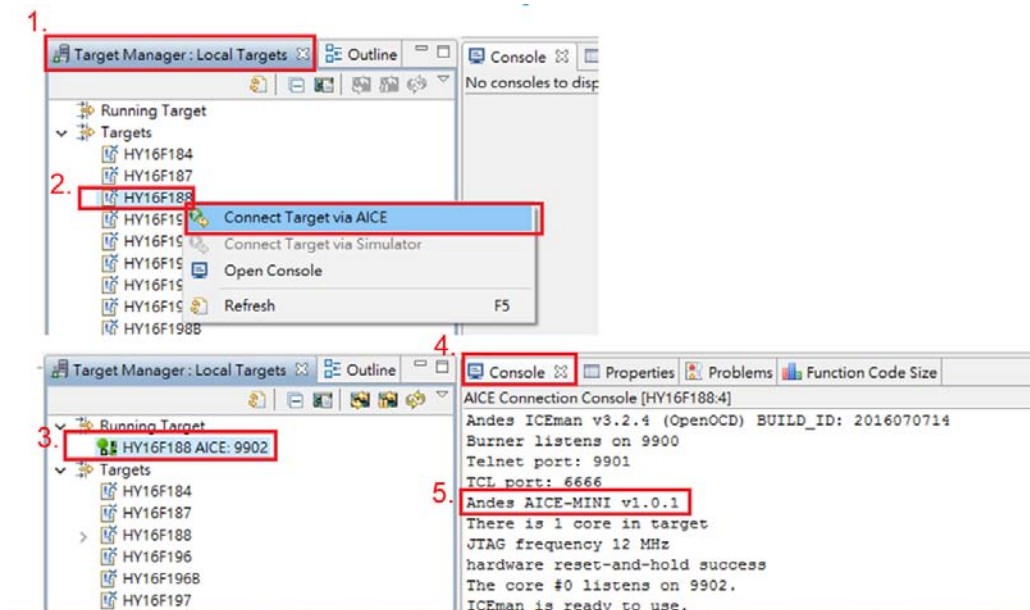 1.
Target Manager : Local Targets Outline
Console
No consoles to disp
Running Target
Targets
HY16F184
HY16F187
2.
HY16F188
HY16F19 Connect Target via AICE
HY16F19 Connect Target via Simulator
HY16F19 Open Console
HY16F19
HY16F19 Refresh F5
HY16F198B
Target Manager : Local Targets Outline
3.
Running Target
HY16F188 AICE: 9902
Targets
HY16F184
HY16F187
HY16F188
HY16F196
HY16F196B
HY16F197
4.
Console Properties Problems Function Code Size
AICE Connection Console [HY16F188:4]
Andes ICEman v3.2.4 (OpenOCD) BUILD_ID: 2016070714
Burner listens on 9900
Telnet port: 9901
TCL port: 6666
5.
Andes AICE-MINI v1.0.1
There is 1 core in target
JTAG frequency 12 MHz
hardware reset-and-hold success
The core #0 listens on 9902.
ICEman is ready to use.